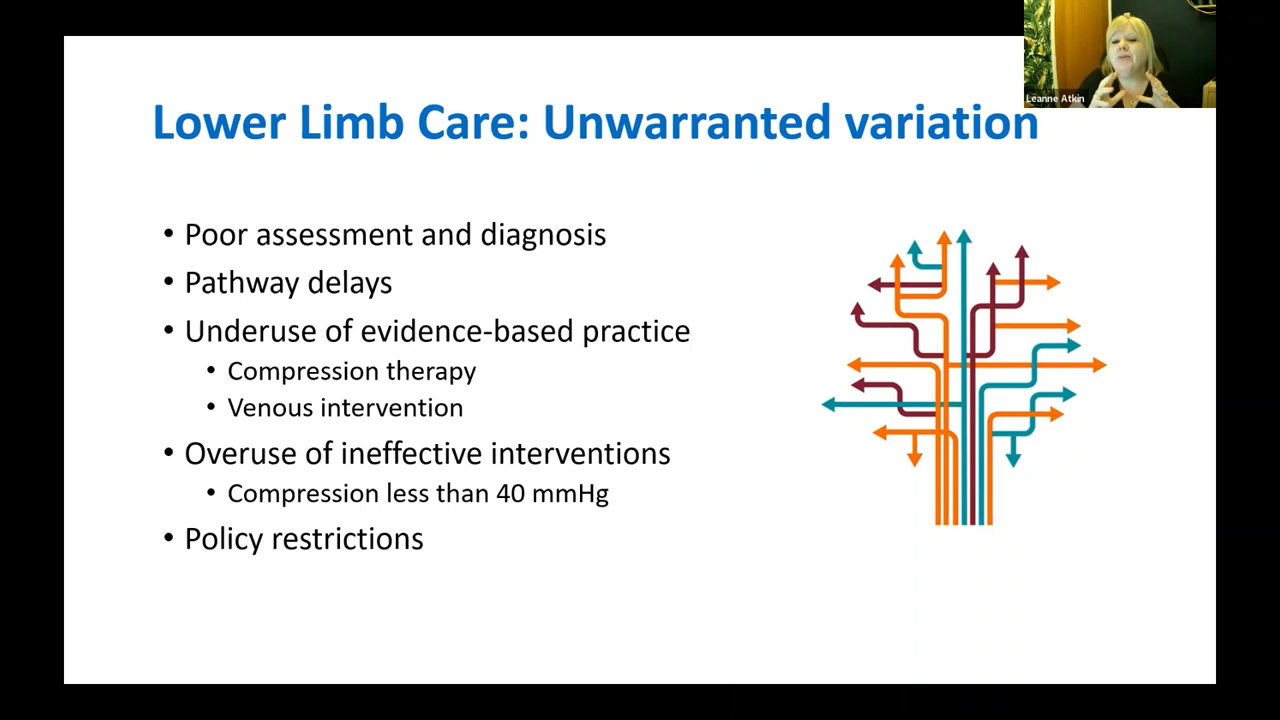 Leanne Atkin
Lower Limb Care: Unwarranted variation
• Poor assessment and diagnosis
• Pathway delays
• Underuse of evidence-based practice
• Compression therapy
• Venous intervention
• Overuse of ineffective interventions
• Compression less than 40 mmHg
• Policy restrictions